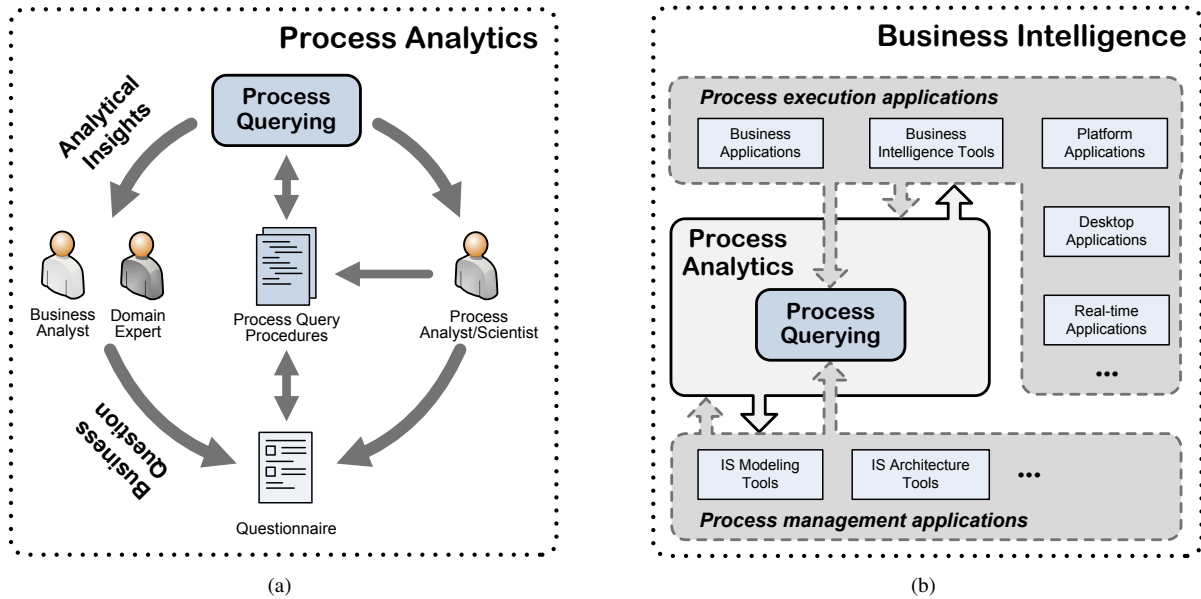 Process Analytics
Process
Querying
Analytical
Insights
Business
Analyst
Domain
Expert
Process Query
Procedures
Process
Analyst/Scientist
Business
Question
Questionnaire
(a)
Business Intelligence
Process execution applications
Business
Applications
Business
Intelligence Tools
Platform
Applications
Desktop
Applications
Real-time
Applications
...
Process
Analytics
Process
Querying
IS Modeling
Tools
IS Architecture
Tools
...
Process management applications
(b)